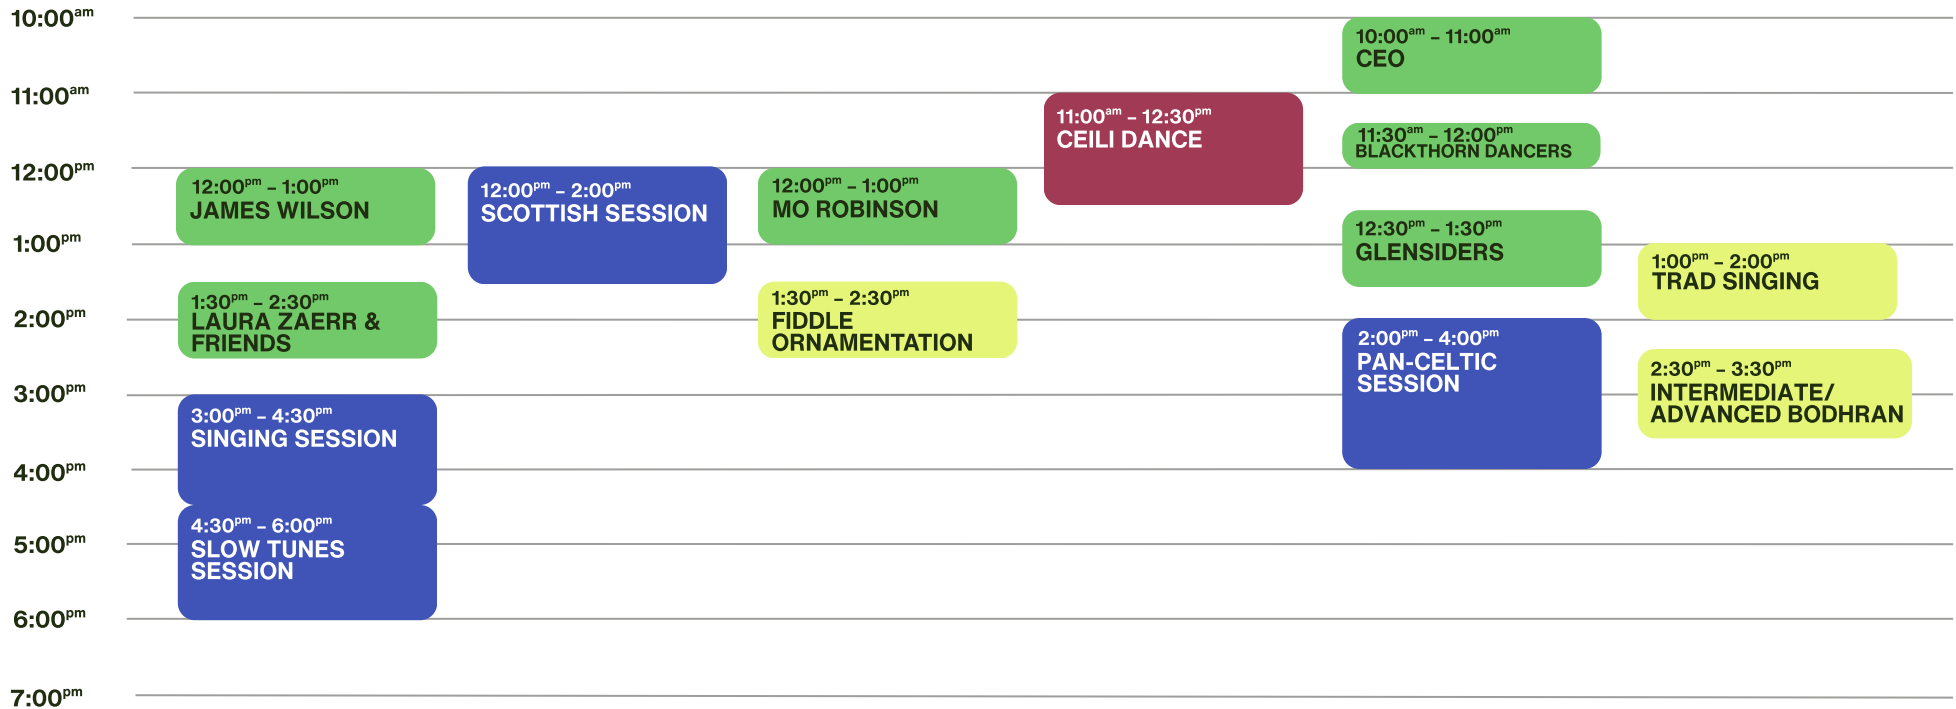 10:00am
11:00am
12:00pm
1:00pm
2:00pm
3:00pm
4:00pm
5:00pm
6:00pm
7:00pm
12:00pm – 1:00pm
JAMES WILSON
1:30pm – 2:30pm
LAURA ZAERR &
FRIENDS
3:00pm – 4:30pm
SINGING SESSION
4:30pm – 6:00pm
SLOW TUNES
SESSION
12:00pm – 2:00pm
SCOTTISH SESSION
12:00pm – 1:00pm
MO ROBINSON
1:30pm – 2:30pm
FIDDLE
ORNAMENTATION
11:00am – 12:30pm
CEILI DANCE
10:00am – 11:00am
CEO
11:30am – 12:00pm
BLACKTHORN DANCERS
12:30pm – 1:30pm
GLENSIDERS
2:00pm – 4:00pm
PAN-CELTIC
SESSION
1:00pm – 2:00pm
TRAD SINGING
2:30pm – 3:30pm
INTERMEDIATE/
ADVANCED BODHRAN